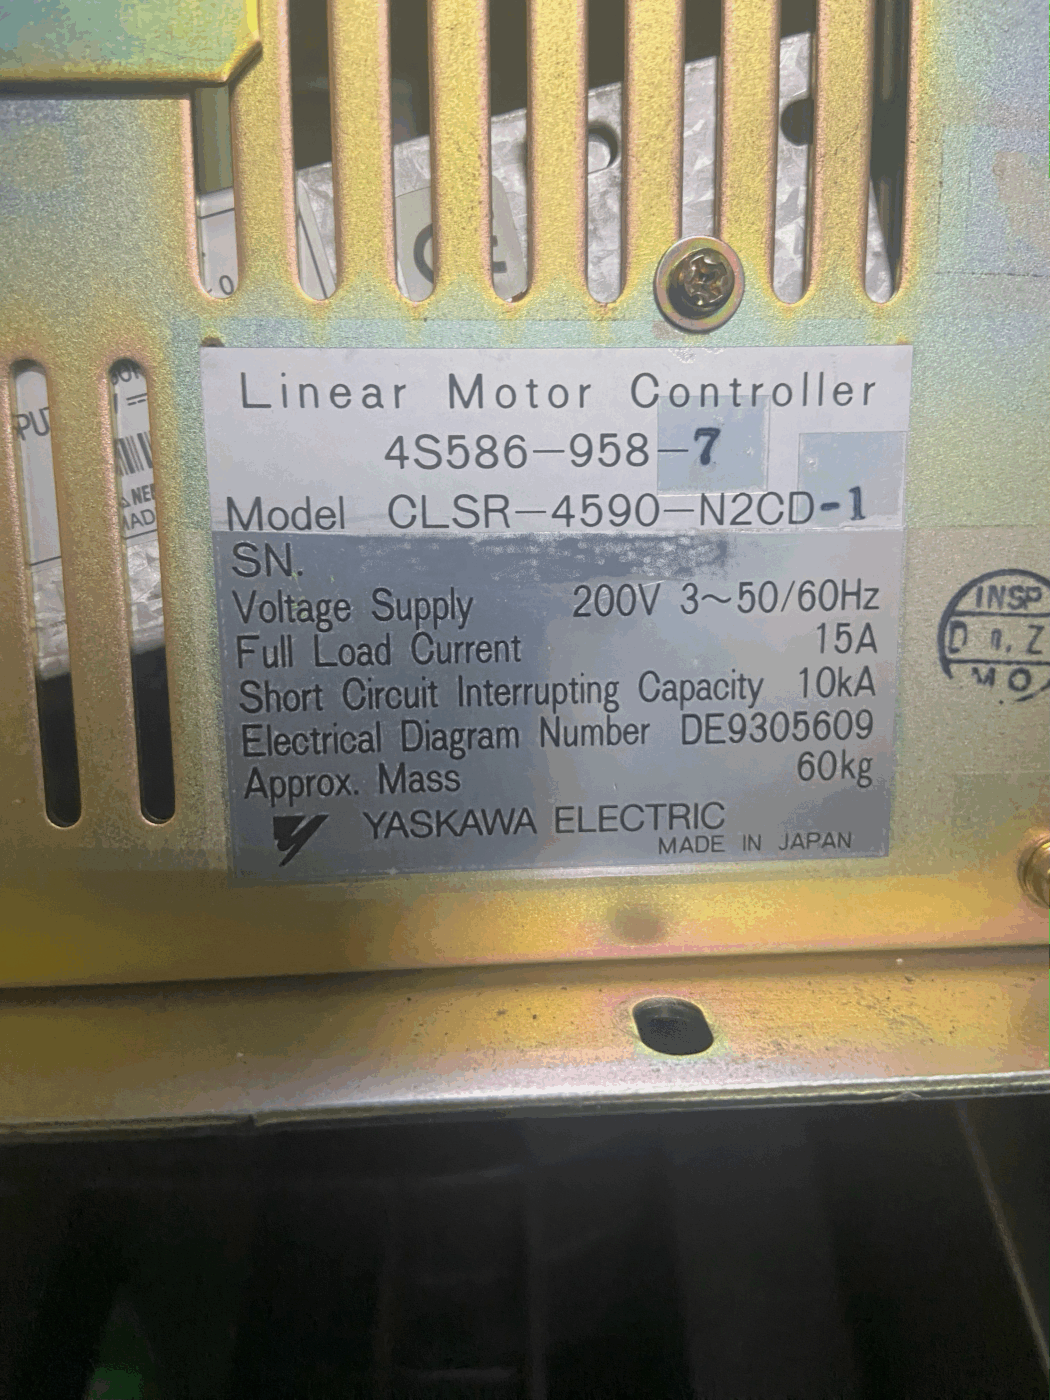 Linear Motor Controller
4S586-958-7
Model CLSR-4590-N2CD-1
SN.
Voltage Supply 200V 3~50/60Hz
Full Load Current 15A
Short Circuit Interrupting Capacity 10kA
Electrical Diagram Number DE9305609
Approx. Mass 60kg
YASKAWA ELECTRIC
MADE IN JAPAN
INSP
CE